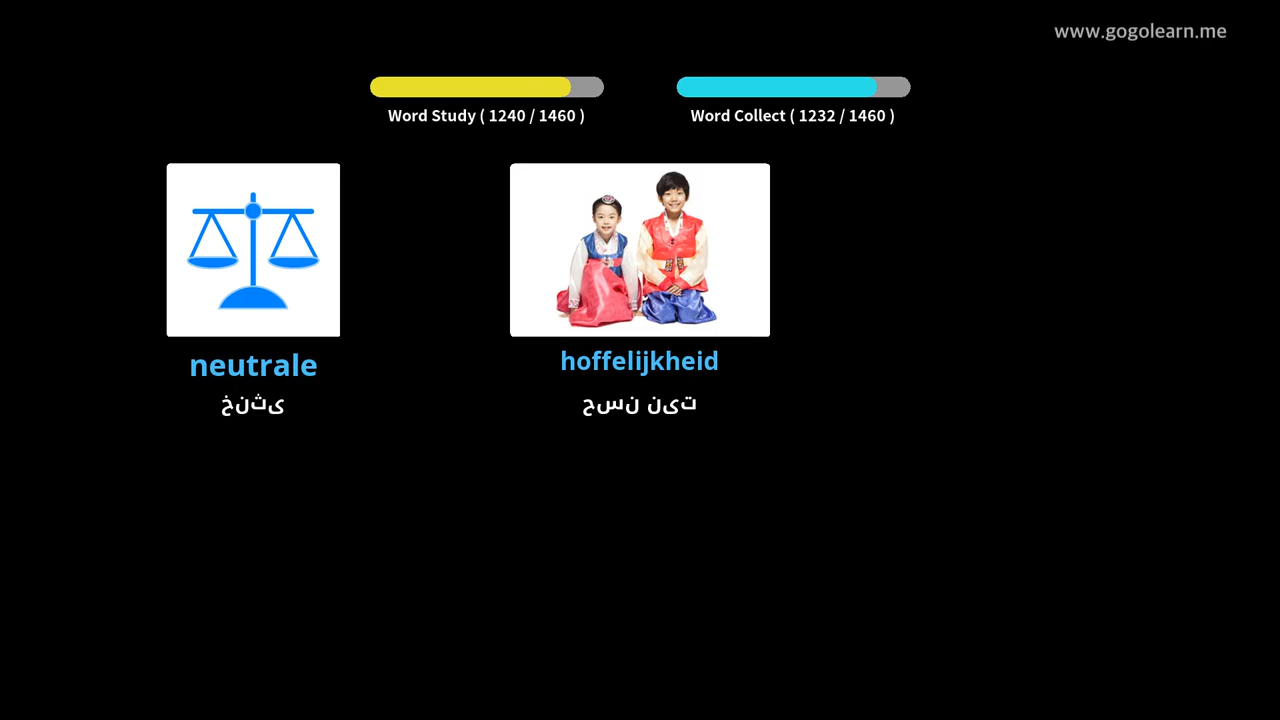 www.gogolearn.me
Word Study ( 1240 / 1460 )
Word Collect ( 1232 / 1460 )
neutrale
خنثی
hoffelijkheid
حسن نیت